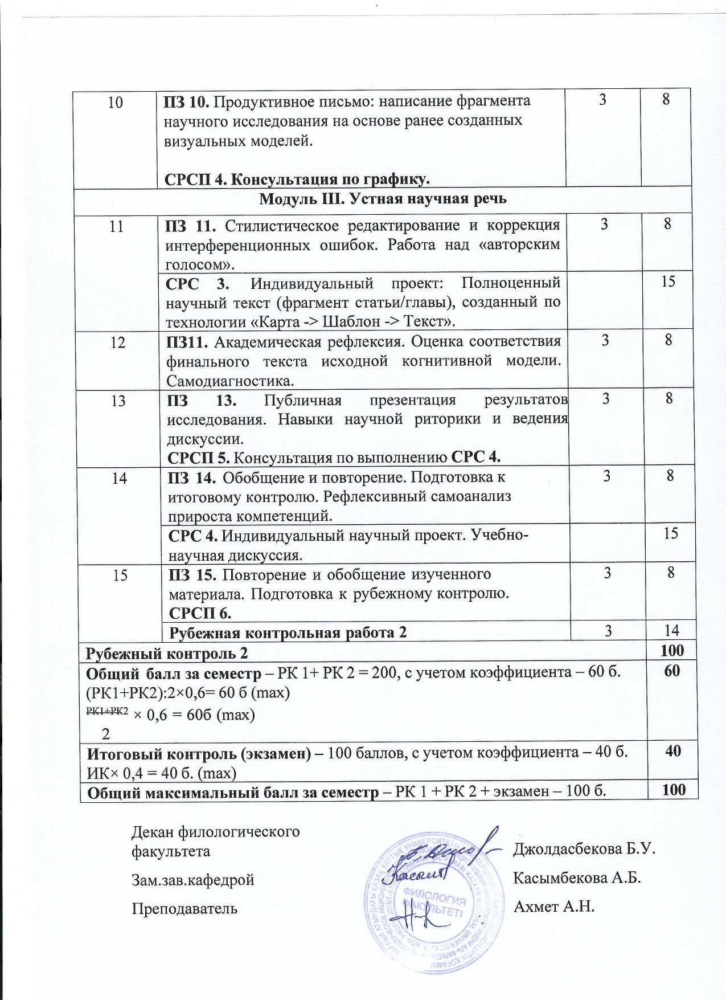 10 ПЗ 10. Продуктивное письмо: написание фрагмента 3 8
научного исследования на основе ранее созданных
визуальных моделей.
СРСП 4. Консультация по графику.
Модуль III. Устная научная речь
11 ПЗ 11. Стилистическое редактирование и коррекция 3 8
интерференционных ошибок. Работа над «авторским
голосом».
СРС 3. Индивидуальный проект: Полноценный 15
научный текст (фрагмент статьи/главы), созданный по
технологии «Карта -> Шаблон -> Текст».
12 ПЗ11. Академическая рефлексия. Оценка соответствия 3 8
финального текста исходной когнитивной модели.
Самодиагностика.
13 ПЗ 13. Публичная презентация результатов 3 8
исследования. Навыки научной риторики и ведения
дискуссии.
СРСП 5. Консультация по выполнению СРС 4.
14 ПЗ 14. Обобщение и повторение. Подготовка к 3 8
итоговому контролю. Рефлексивный самоанализ
прироста компетенций.
СРС 4. Индивидуальный научный проект. Учебно- 15
научная дискуссия.
15 ПЗ 15. Повторение и обобщение изученного 3 8
материала. Подготовка к рубежному контролю.
СРСП 6.
Рубежная контрольная работа 2 3 14
Рубежный контроль 2 100
Общий балл за семестр – РК 1+ РК 2 = 200, с учетом коэффициента – 60 б. 60
(РК1+РК2):2×0,6= 60 б (max)
РК1+РК2 × 0,6 = 60б (max)
2
Итоговый контроль (экзамен) – 100 баллов, с учетом коэффициента – 40 б. 40
ИК× 0,4 = 40 б. (max)
Общий максимальный балл за семестр – РК 1 + РК 2 + экзамен – 100 б. 100
Декан филологического
факультета Джолдасбекова Б.У.
Зам.зав.кафедрой Касымбекова А.Б.
Преподаватель Ахмет А.Н.
ФИЛОЛОГИЯ
ФАКУЛЬТЕТІ